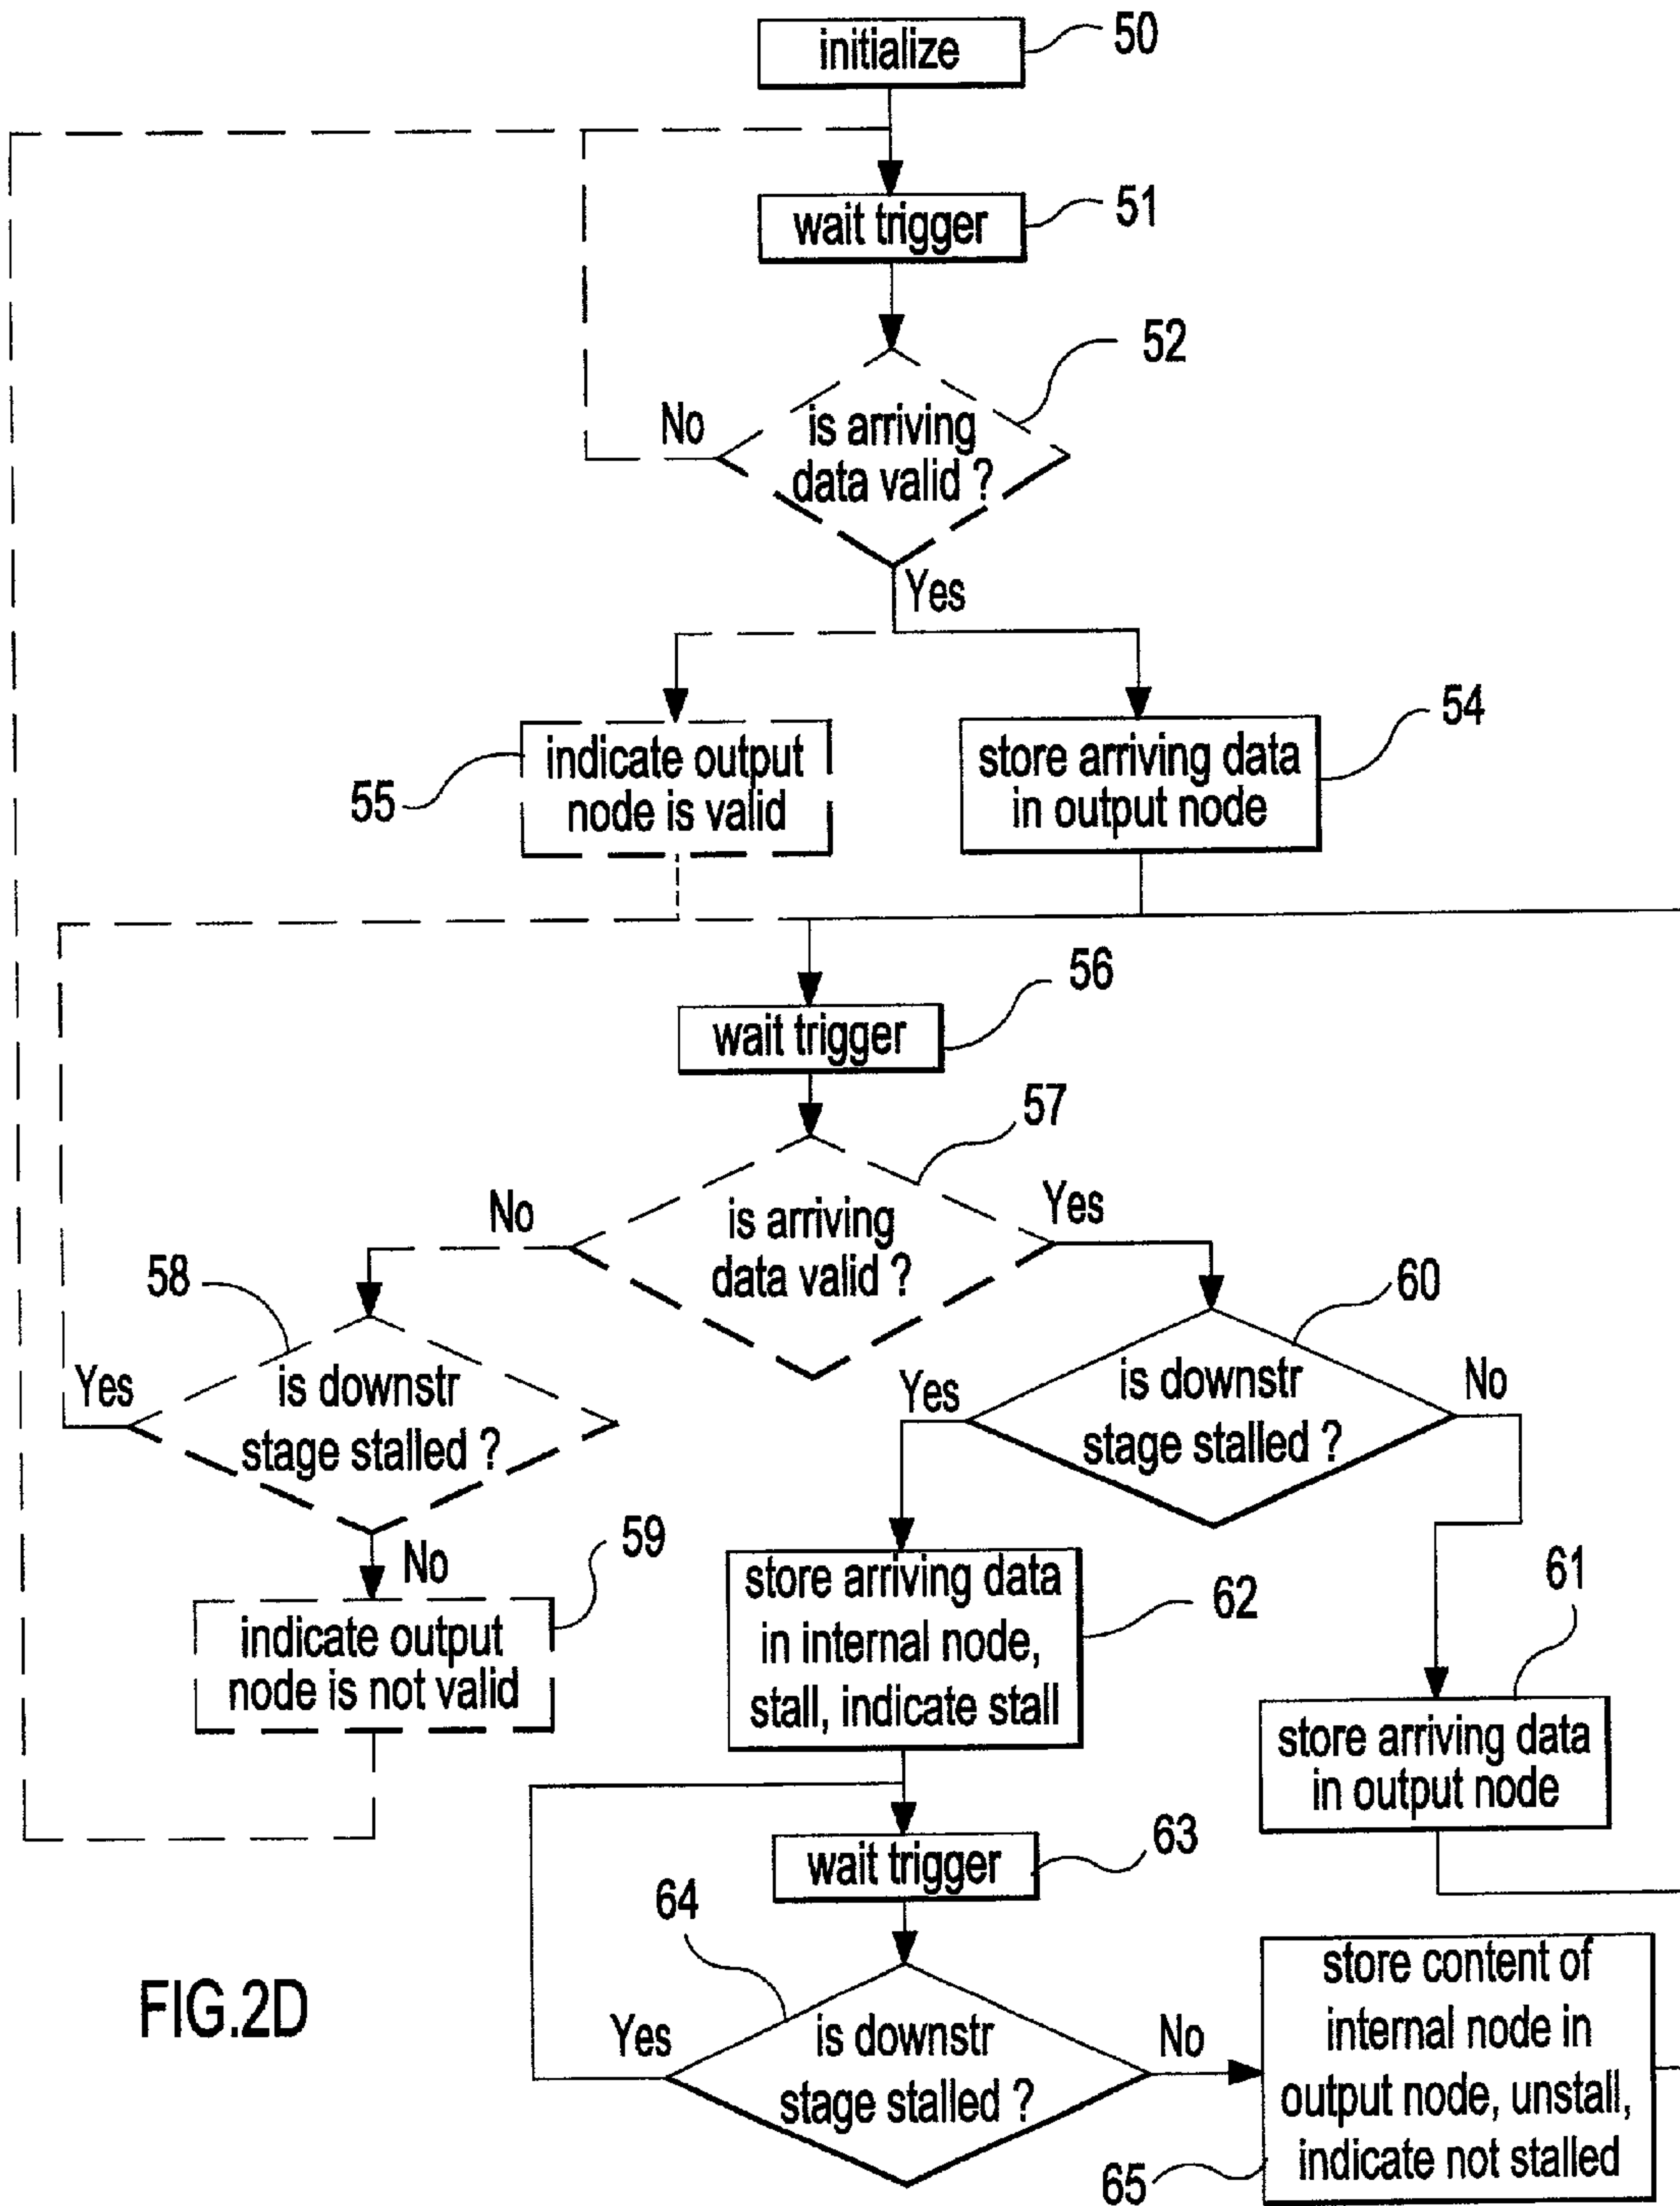 initialize
50
wait trigger
51
52
No
is arriving
data valid ?
Yes
55
indicate output
node is valid
store arriving data
in output node
54
56
wait trigger
57
No
is arriving
data valid ?
Yes
58
60
Yes
is downstr
stage stalled ?
No
Yes
is downstr
stage stalled ?
No
59
indicate output
node is not valid
store arriving data
in internal node,
stall, indicate stall
62
61
store arriving data
in output node
wait trigger
63
64
Yes
is downstr
stage stalled ?
No
store content of
internal node in
output node, unstall,
indicate not stalled
65
FIG.2D